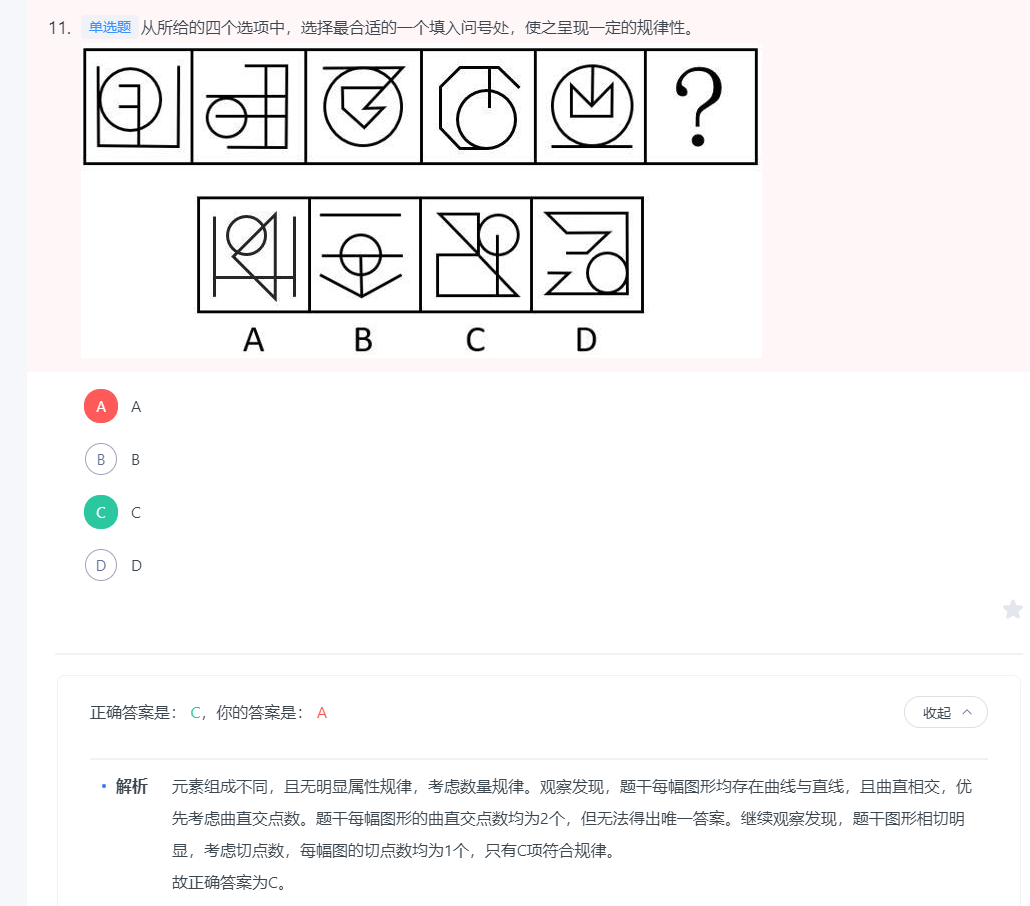 11. 单选题 从所给的四个选项中，选择最合适的一个填入问号处，使之呈现一定的规律性。
?
A B C D
A A
B B
C C
D D
正确答案是： C，你的答案是： A 收起
· 解析 元素组成不同，且无明显属性规律，考虑数量规律。观察发现，题干每幅图形均存在曲线与直线，且曲直相交，优
先考虑曲直交点数。题干每幅图形的曲直交点数均为2个，但无法得出唯一答案。继续观察发现，题干图形相切明
显，考虑切点数，每幅图的切点数均为1个，只有C项符合规律。
故正确答案为C。